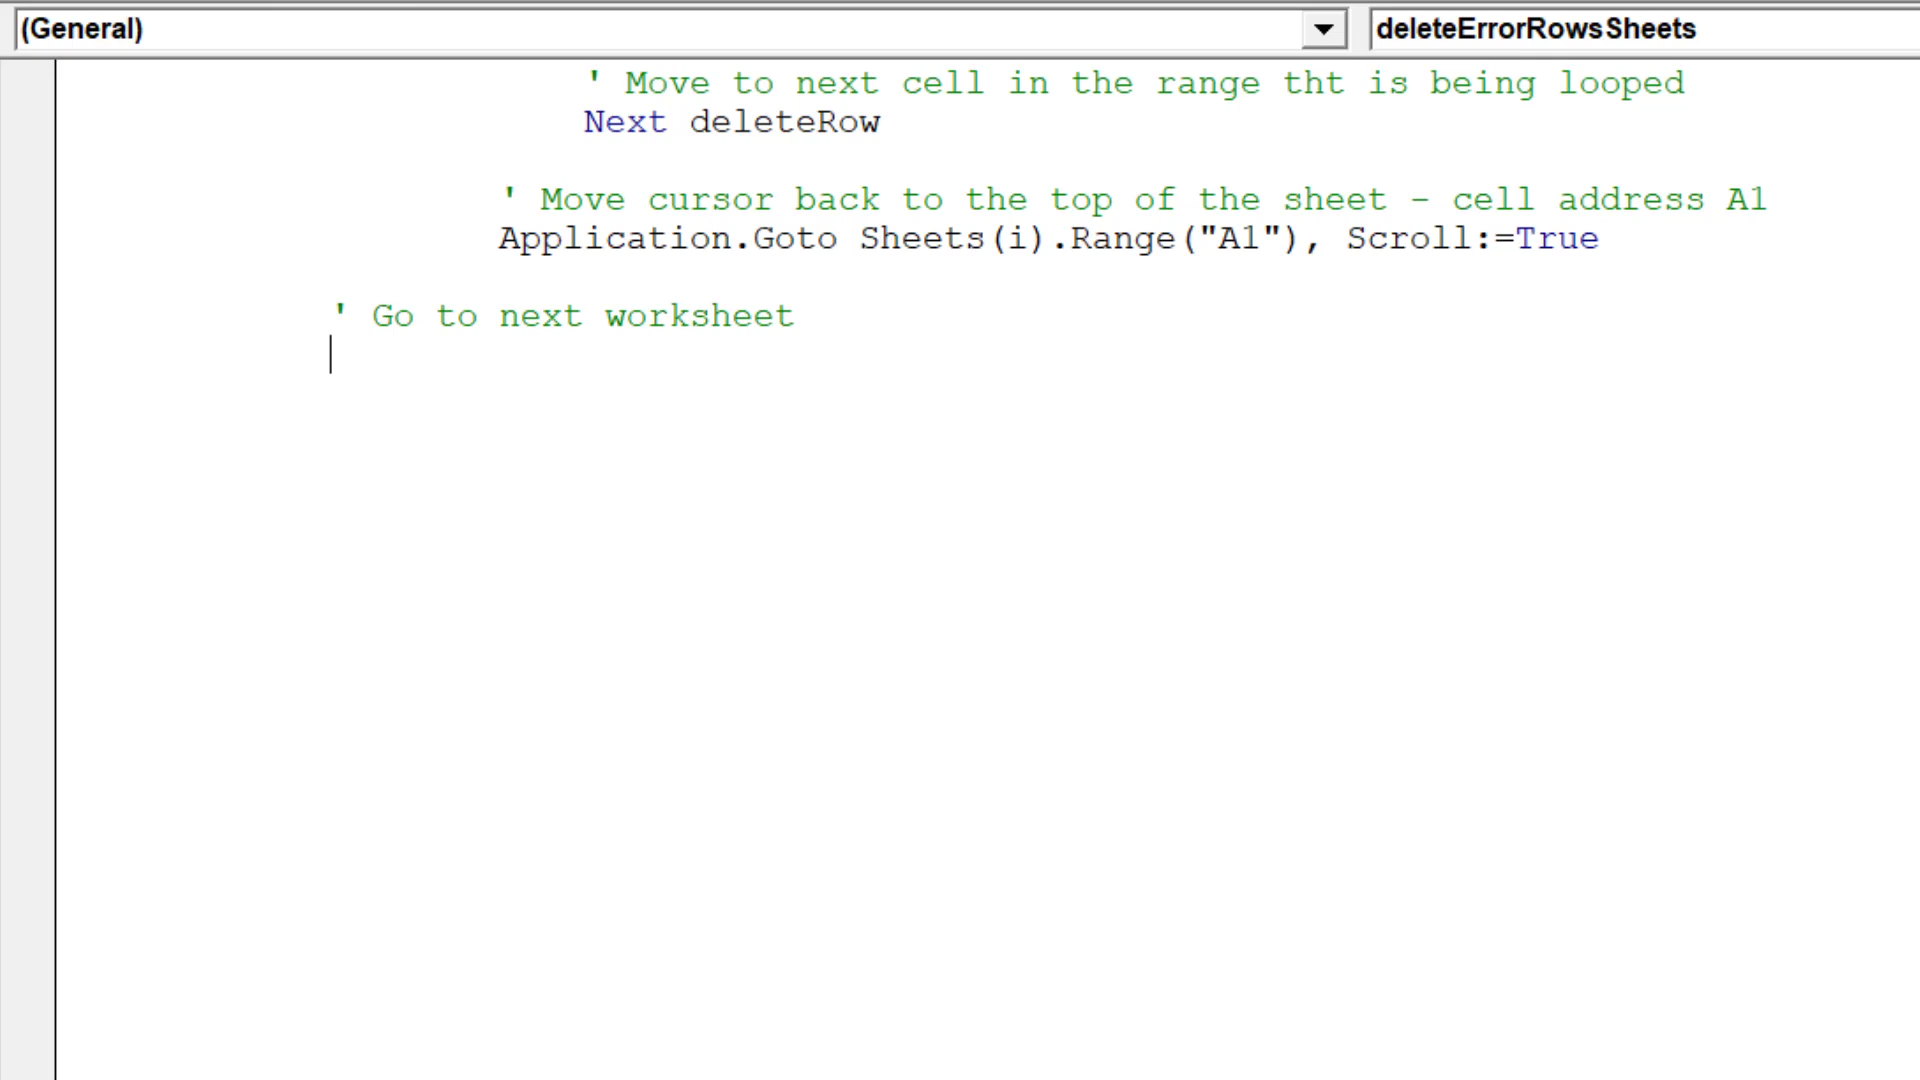 (General)
deleteErrorRowsSheets
' Move to next cell in the range tht is being looped
Next deleteRow
' Move cursor back to the top of the sheet - cell address A1
Application.Goto Sheets(i).Range("A1"), Scroll:=True
' Go to next worksheet